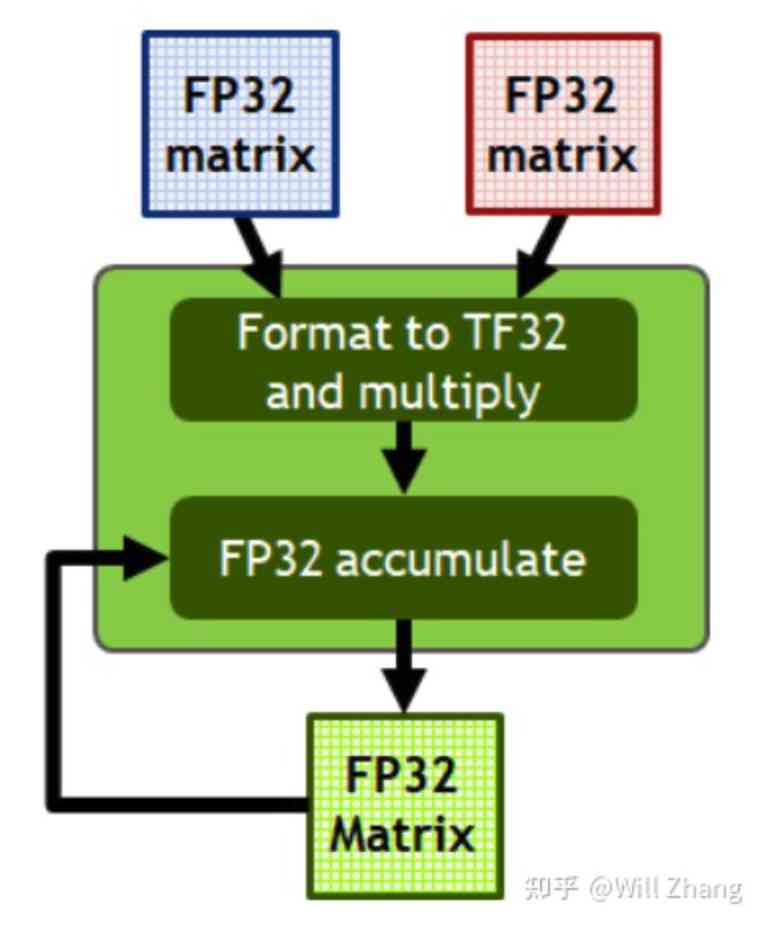 FP32
matrix
FP32
matrix
Format to TF32
and multiply
FP32 accumulate
FP32
Matrix
知乎 @Will Zhang